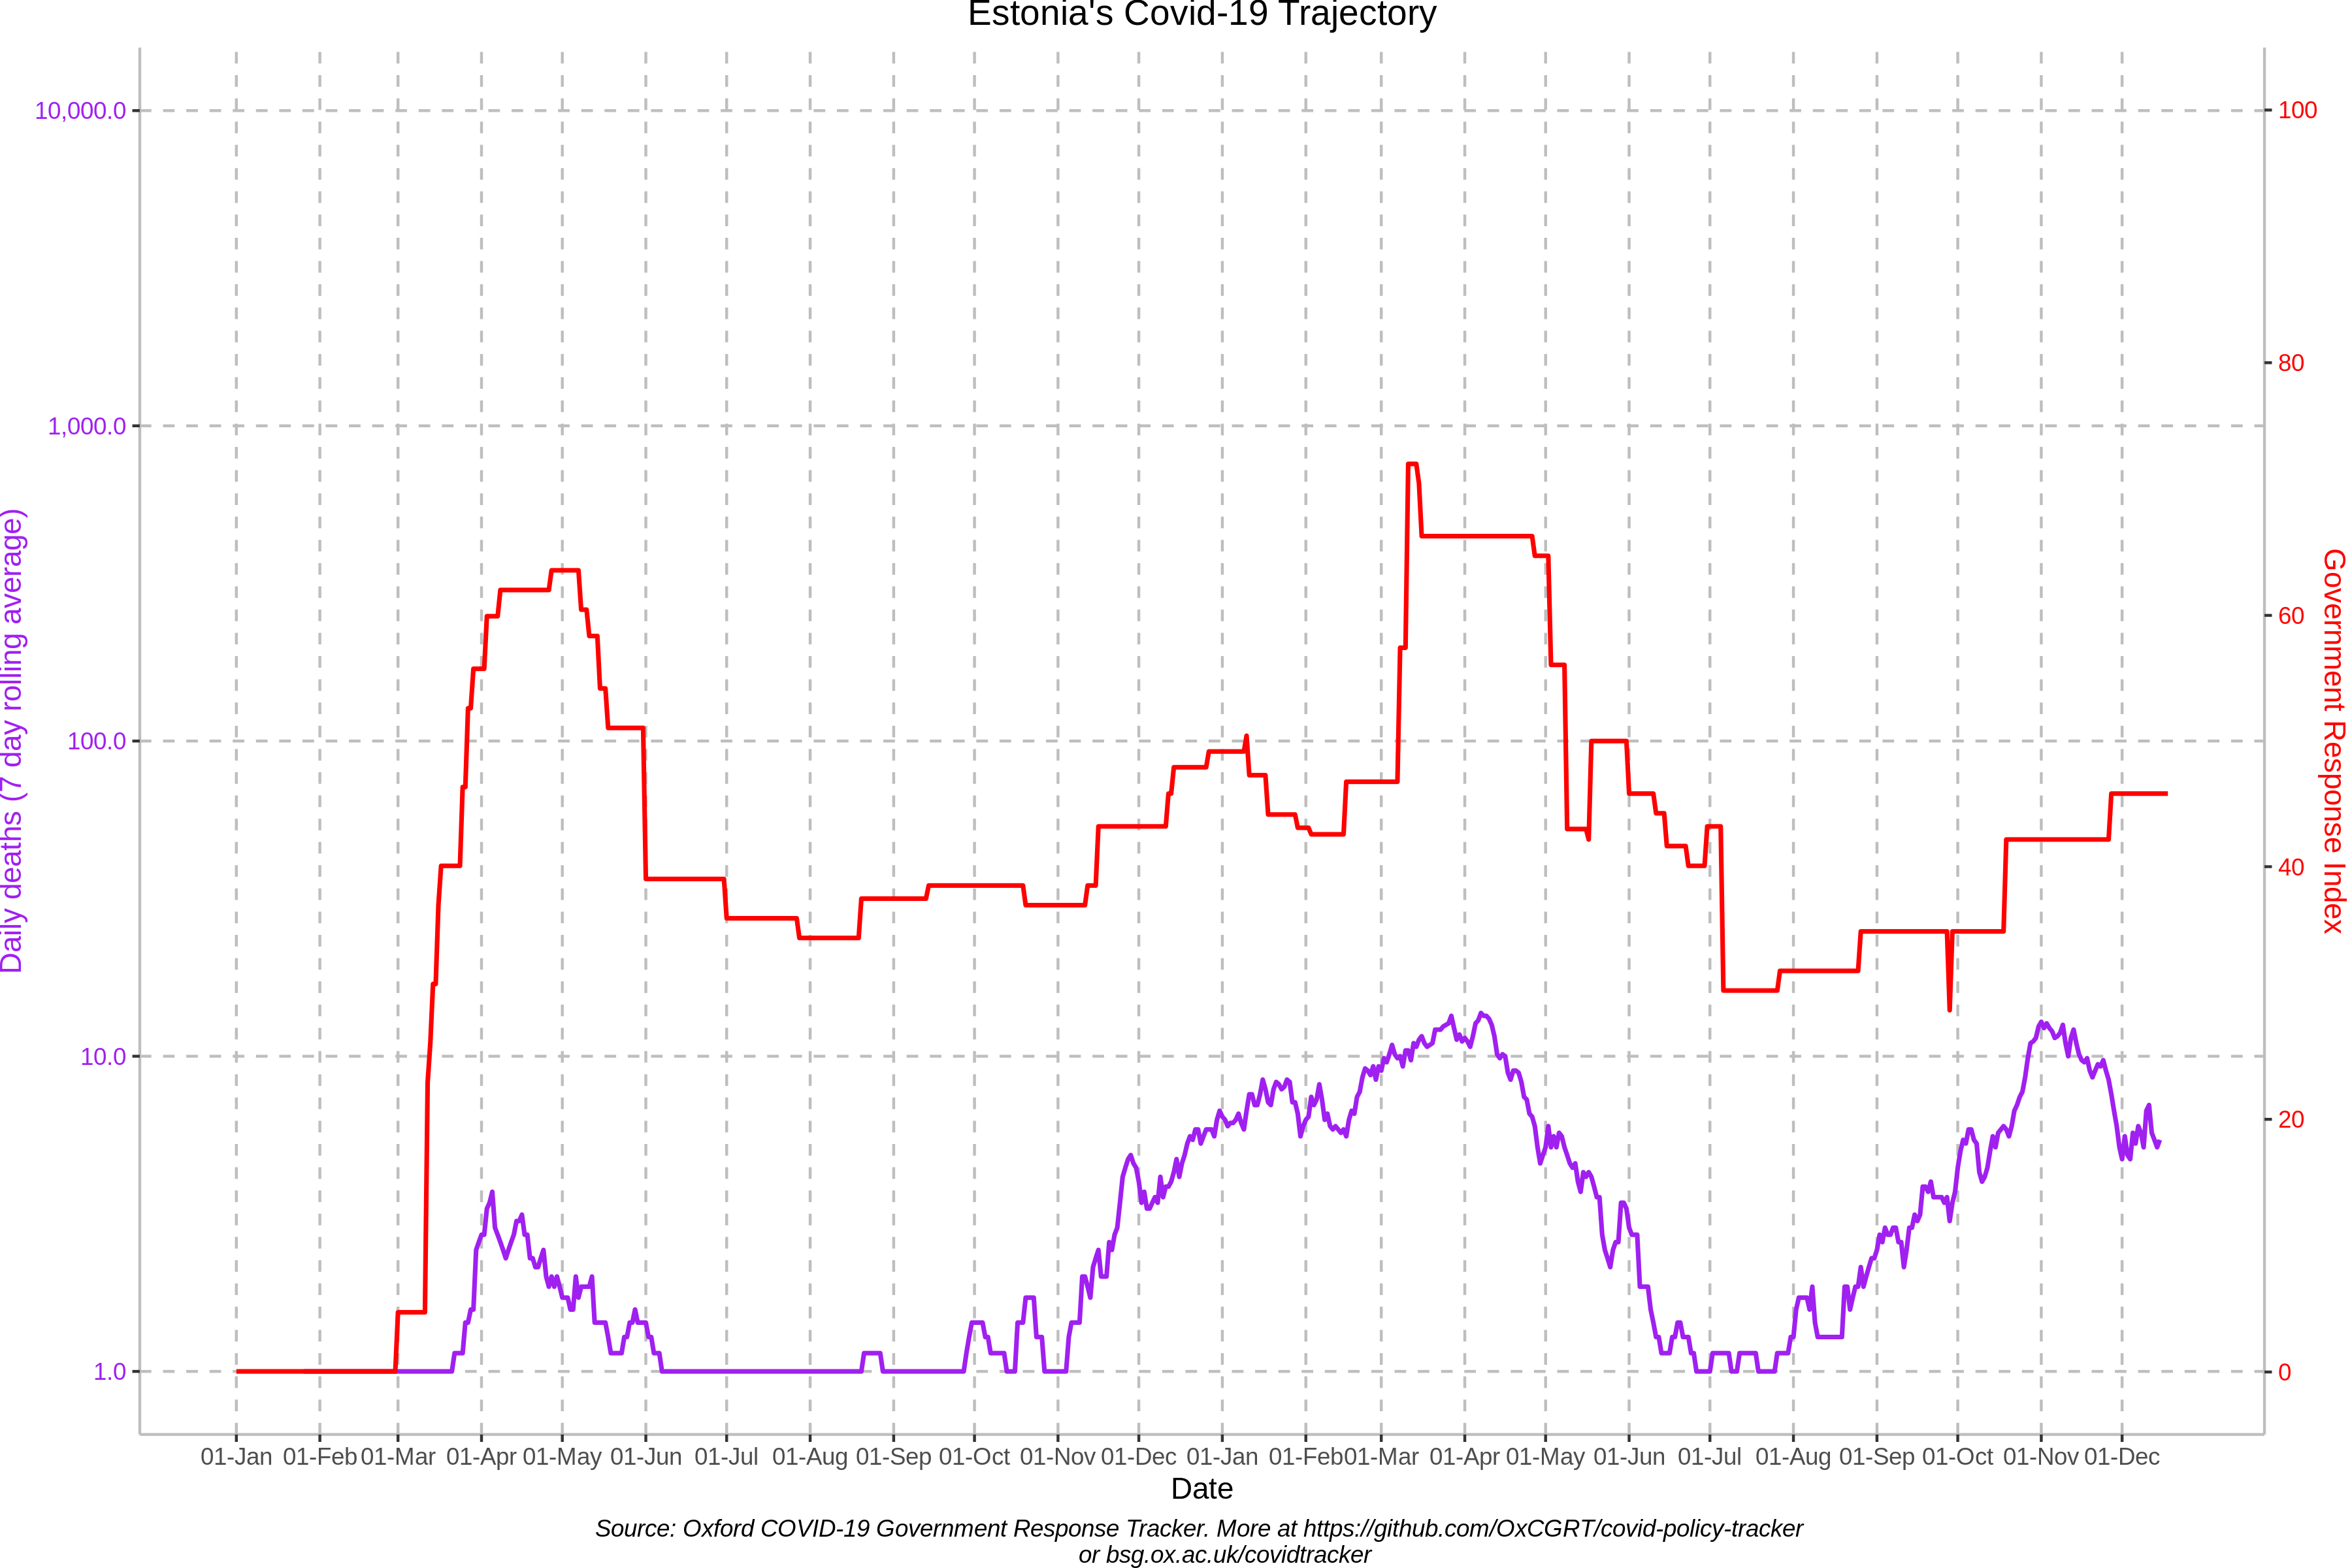 Estonia's Covid-19 Trajectory
10,000.0
1,000.0
100.0
10.0
1.0
Daily deaths (7 day rolling average)
100
80
60
40
20
0
Government Response Index
01-Jan 01-Feb 01-Mar 01-Apr 01-May 01-Jun 01-Jul 01-Aug 01-Sep 01-Oct 01-Nov 01-Dec 01-Jan 01-Feb 01-Mar 01-Apr 01-May 01-Jun 01-Jul 01-Aug 01-Sep 01-Oct 01-Nov 01-Dec
Date
Source: Oxford COVID-19 Government Response Tracker. More at https://github.com/OxCGRT/covid-policy-tracker
or bsg.ox.ac.uk/covidtracker